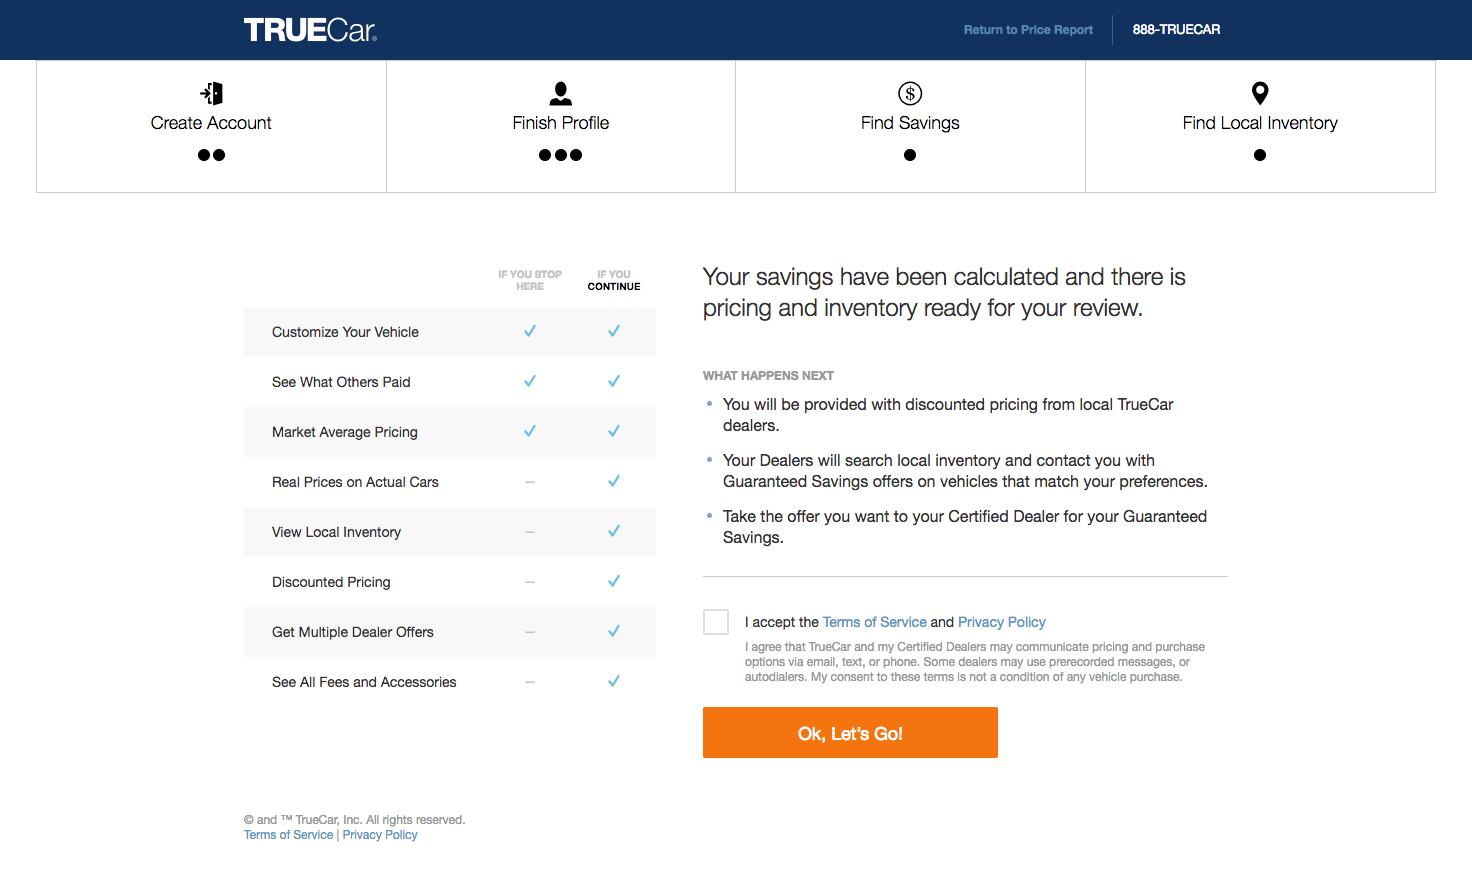 TRUECar®
Return to Price Report
888-TRUECAR
Create Account
Finish Profile
Find Savings
Find Local Inventory
IF YOU STOP
HERE
IF YOU
CONTINUE
Customize Your Vehicle
See What Others Paid
Market Average Pricing
Real Prices on Actual Cars
View Local Inventory
Discounted Pricing
Get Multiple Dealer Offers
See All Fees and Accessories
Your savings have been calculated and there is
pricing and inventory ready for your review.
WHAT HAPPENS NEXT
• You will be provided with discounted pricing from local TrueCar
dealers.
• Your Dealers will search local inventory and contact you with
Guaranteed Savings offers on vehicles that match your preferences.
• Take the offer you want to your Certified Dealer for your Guaranteed
Savings.
I accept the Terms of Service and Privacy Policy
I agree that TrueCar and my Certified Dealers may communicate pricing and purchase
options via email, text, or phone. Some dealers may use prerecorded messages, or
autodialers. My consent to these terms is not a condition of any vehicle purchase.
Ok, Let's Go!
© and ™ TrueCar, Inc. All rights reserved.
Terms of Service | Privacy Policy